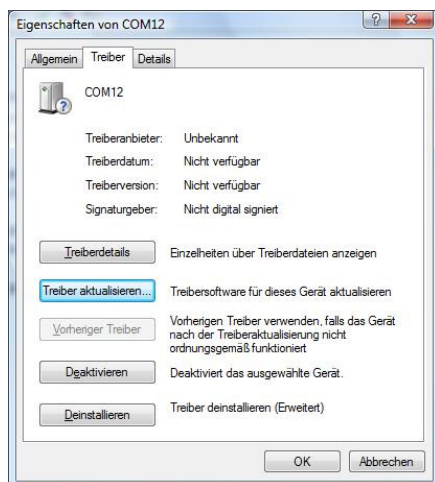 Eigenschaften von COM12
Allgemein Treiber Details
COM12
Treiberanbieter: Unbekannt
Treiberdatum: Nicht verfügbar
Treiberversion: Nicht verfügbar
Signaturgeber: Nicht digital signiert
Treiberdetails Einzelheiten über Treiberdateien anzeigen
Treiber aktualisieren... Treibersoftware für dieses Gerät aktualisieren
Vorheriger Treiber Vorherigen Treiber verwenden, falls das Gerät
nach der Treiberaktualisierung nicht
ordnungsgemäß funktioniert
Deaktivieren Deaktiviert das ausgewählte Gerät.
Deinstallieren Treiber deinstallieren (Erweitert)
OK Abbrechen